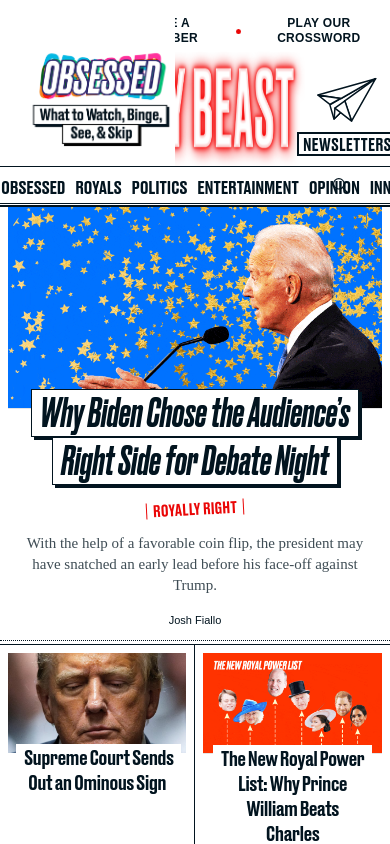 E A
BER
PLAY OUR
CROSSWORD
OBSESSED
What to Watch, Binge,
See, & Skip
Y BEAST
NEWSLETTERS
OBSESSED ROYALS POLITICS ENTERTAINMENT OPINION INN
Why Biden Chose the Audience’s
Right Side for Debate Night
ROYALLY RIGHT
With the help of a favorable coin flip, the president may
have snatched an early lead before his face-off against
Trump.
Josh Fiallo
Supreme Court Sends
Out an Ominous Sign
THE NEW ROYAL POWER LIST
The New Royal Power
List: Why Prince
William Beats
Charles